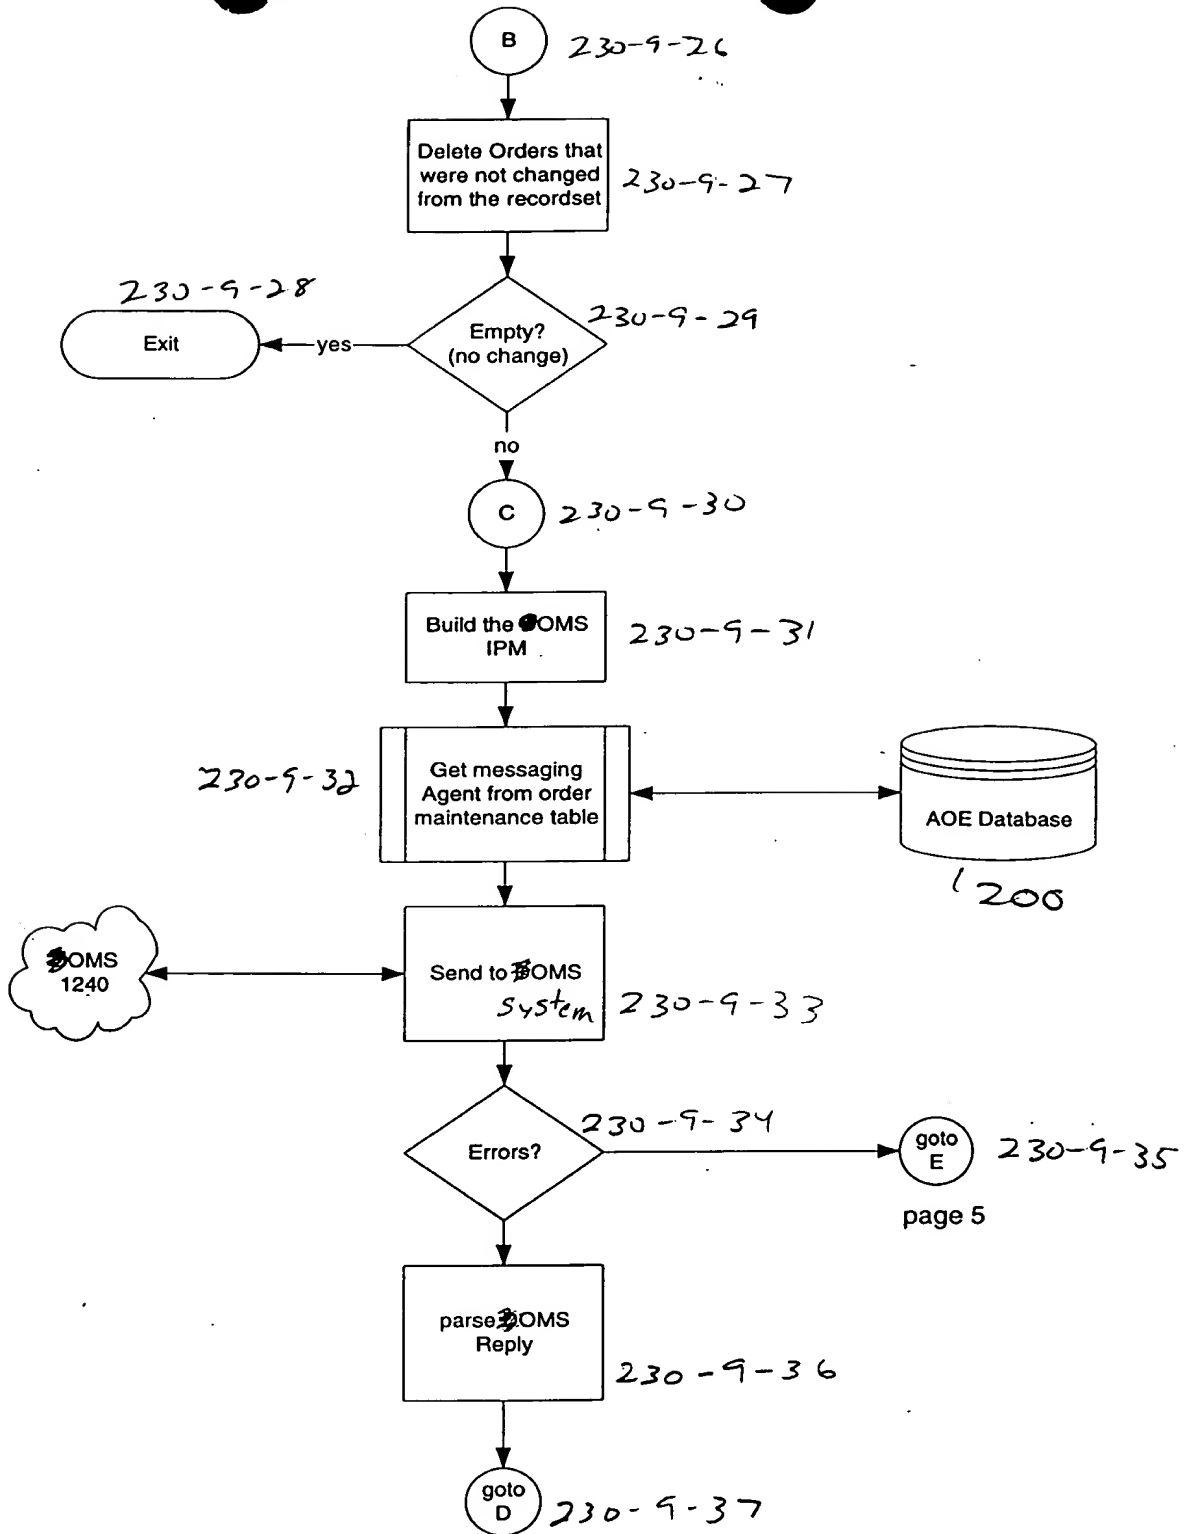 B
230-9-26
Delete Orders that
were not changed
from the recordset
230-9-27
230-9-28
Exit
yes
Empty?
(no change)
230-9-29
no
C
230-9-30
Build the OMS
IPM
230-9-31
230-9-32
Get messaging
Agent from order
maintenance table
AOE Database
1200
OMS
1240
Send to OMS
system
230-9-33
Errors?
230-9-34
goto
E
230-9-35
page 5
parse OMS
Reply
230-9-36
goto
D
230-9-37